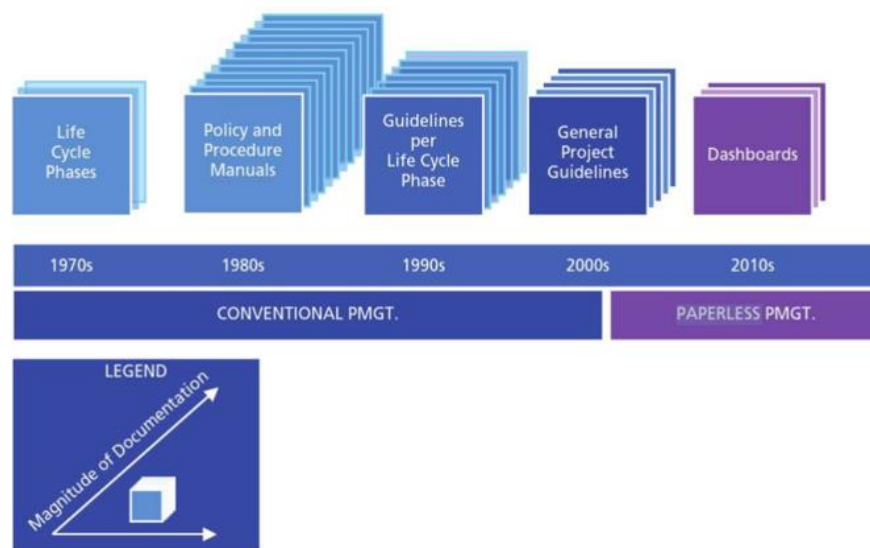 Life
Cycle
Phases
Policy and
Procedure
Manuals
Guidelines
per
Life Cycle
Phase
General
Project
Guidelines
Dashboards
1970s 1980s 1990s 2000s 2010s
CONVENTIONAL PMGT. PAPERLESS PMGT.
LEGEND
Magnitude of Documentation